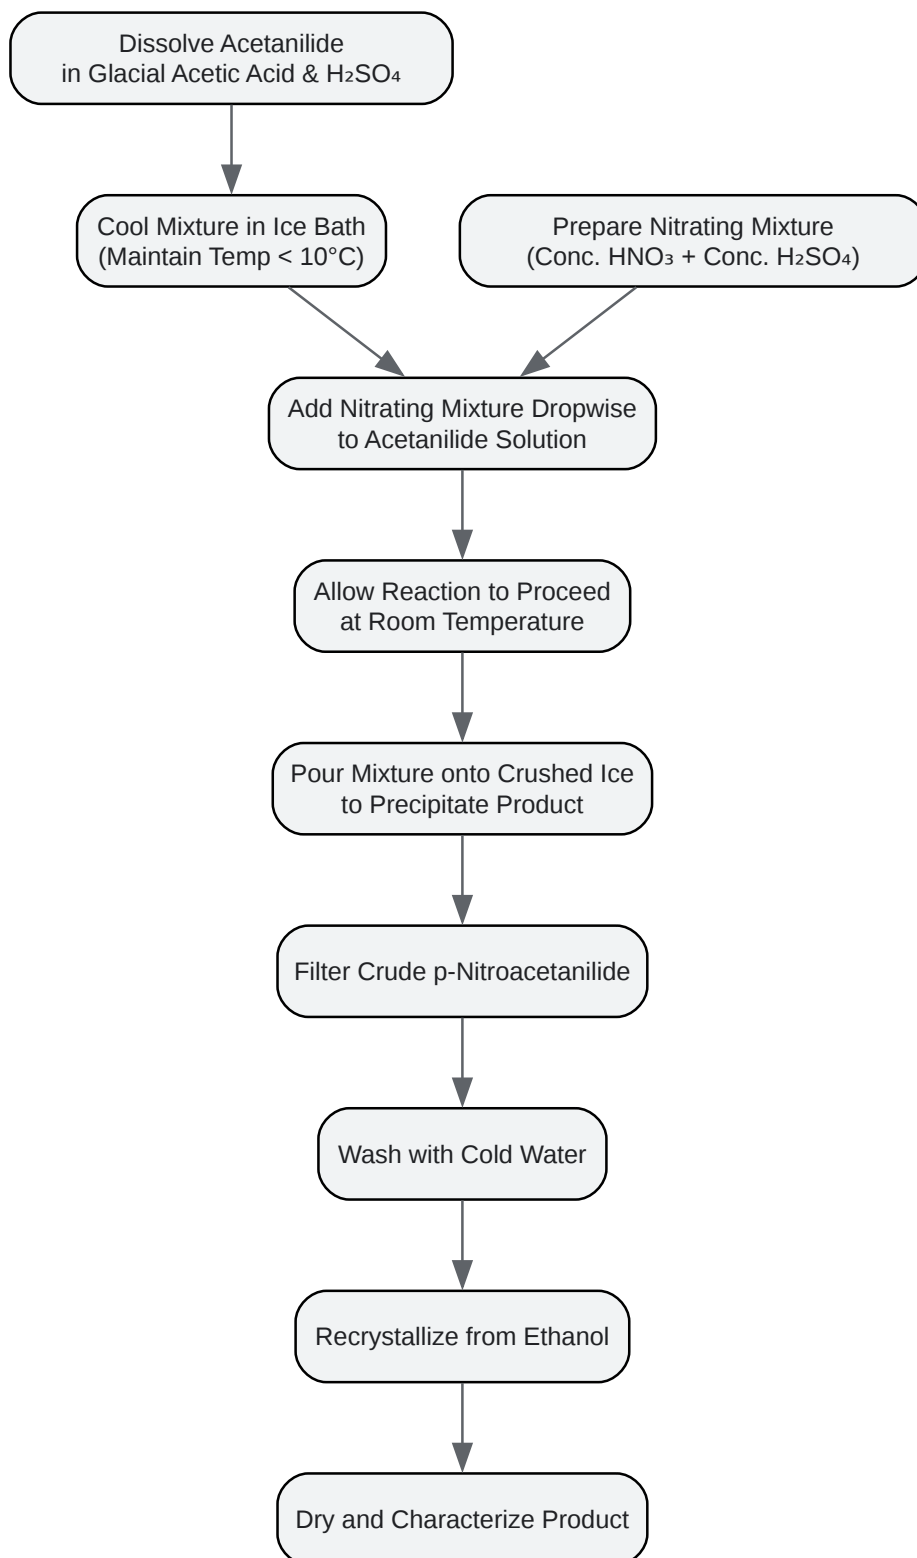 Dissolve Acetanilide
in Glacial Acetic Acid & H₂SO₄
Cool Mixture in Ice Bath
(Maintain Temp < 10°C)
Prepare Nitrating Mixture
(Conc. HNO₃ + Conc. H₂SO₄)
Add Nitrating Mixture Dropwise
to Acetanilide Solution
Allow Reaction to Proceed
at Room Temperature
Pour Mixture onto Crushed Ice
to Precipitate Product
Filter Crude p-Nitroacetanilide
Wash with Cold Water
Recrystallize from Ethanol
Dry and Characterize Product